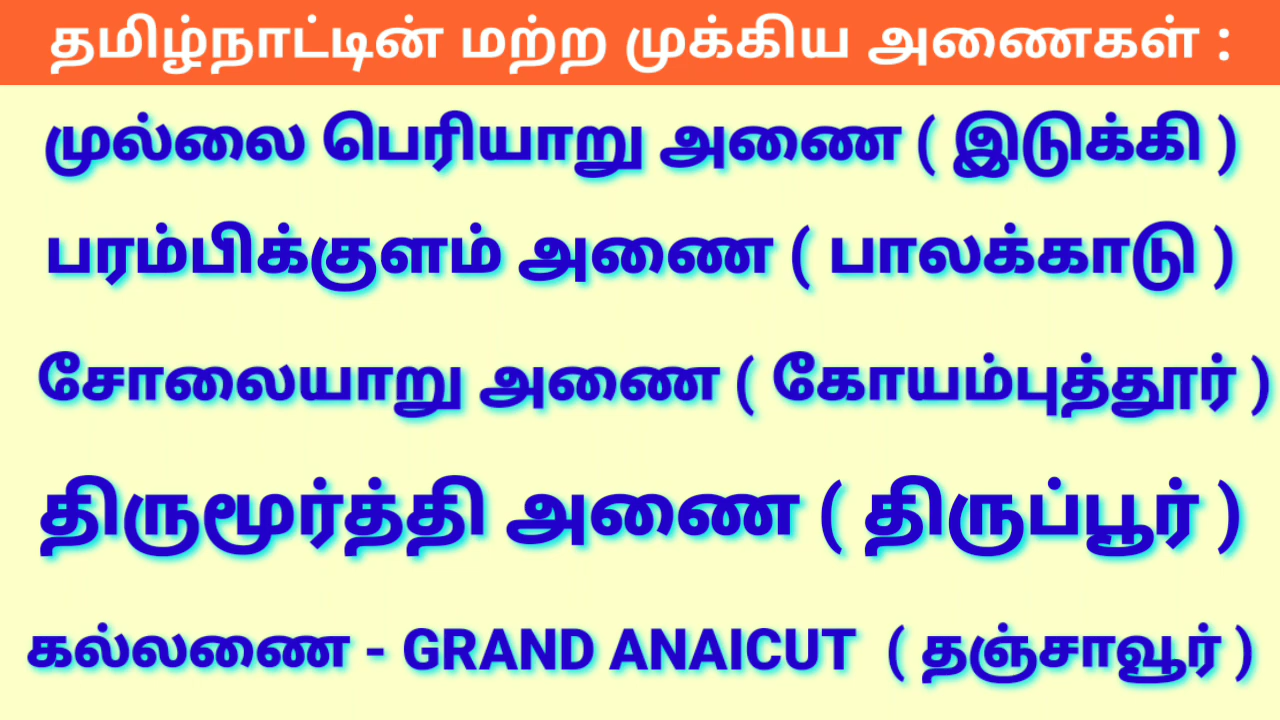 தமிழ்நாட்டின் மற்ற முக்கிய அணைகள் :
முல்லை பெரியாறு அணை ( இடுக்கி )
பரம்பிக்குளம் அணை ( பாலக்காடு )
சோலையாறு அணை ( கோயம்புத்தூர் )
திருமூர்த்தி அணை ( திருப்பூர் )
கல்லணை - GRAND ANAICUT ( தஞ்சாவூர் )